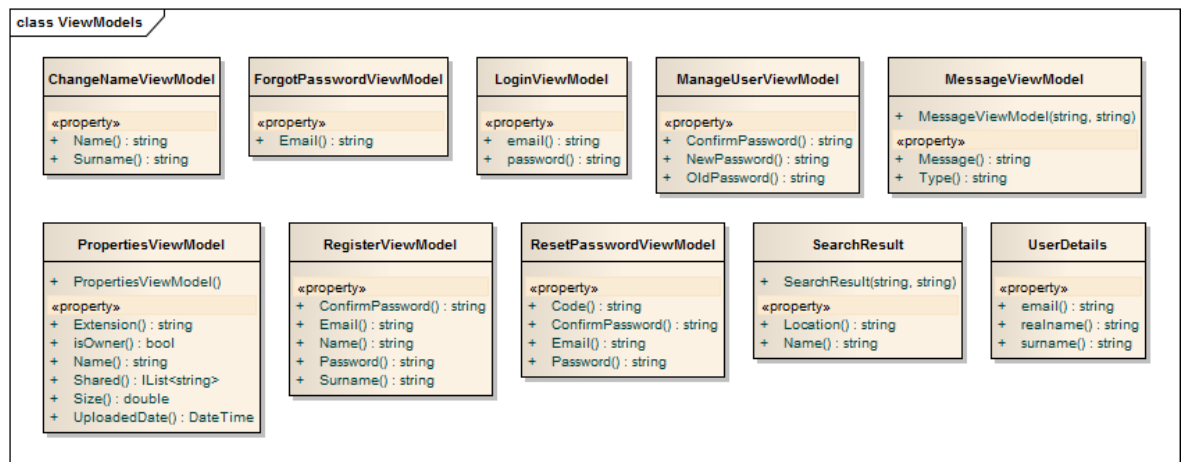 class ViewModels
ChangeNameViewModel
«property»
+ Name() : string
+ Surname() : string
ForgotPasswordViewModel
«property»
+ Email() : string
LoginViewModel
«property»
+ email() : string
+ password() : string
ManageUserViewModel
«property»
+ ConfirmPassword() : string
+ NewPassword() : string
+ OldPassword() : string
MessageViewModel
+ MessageViewModel(string, string)
«property»
+ Message() : string
+ Type() : string
PropertiesViewModel
+ PropertiesViewModel()
«property»
+ Extension() : string
+ isOwner() : bool
+ Name() : string
+ Shared() : IList<string>
+ Size() : double
+ UploadedDate() : DateTime
RegisterViewModel
«property»
+ ConfirmPassword() : string
+ Email() : string
+ Name() : string
+ Password() : string
+ Surname() : string
ResetPasswordViewModel
«property»
+ Code() : string
+ ConfirmPassword() : string
+ Email() : string
+ Password() : string
SearchResult
+ SearchResult(string, string)
«property»
+ Location() : string
+ Name() : string
UserDetails
«property»
+ email() : string
+ realname() : string
+ surname() : string